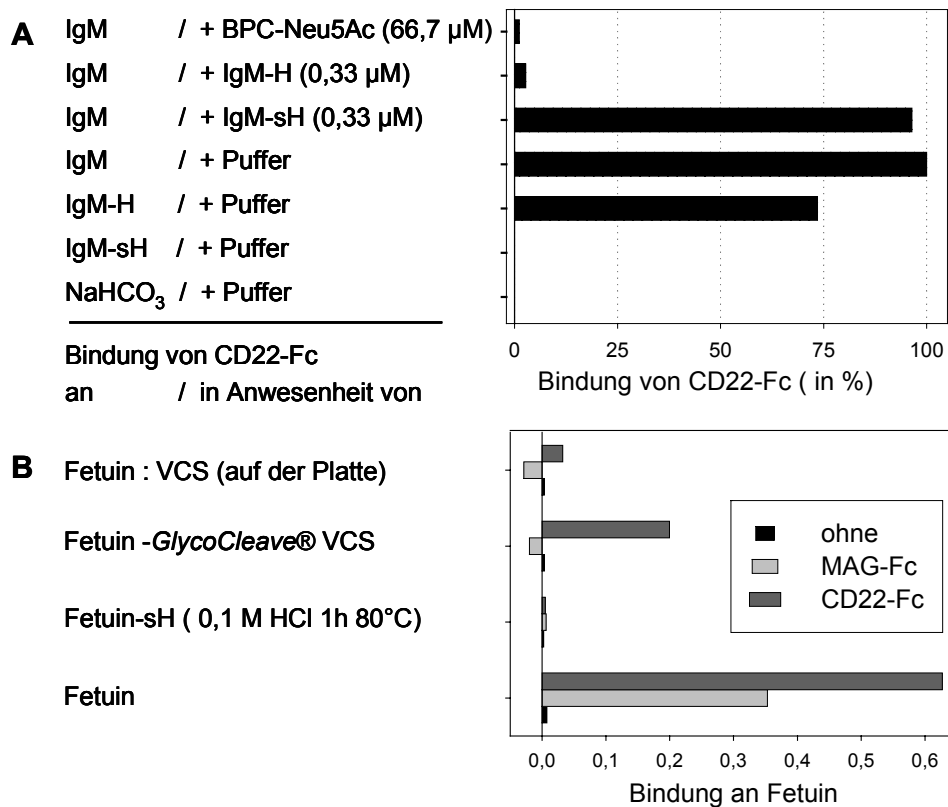 A
IgM / + BPC-Neu5Ac (66,7 µM)
IgM / + IgM-H (0,33 µM)
IgM / + IgM-sH (0,33 µM)
IgM / + Puffer
IgM-H / + Puffer
IgM-sH / + Puffer
NaHCO₃ / + Puffer
Bindung von CD22-Fc
an / in Anwesenheit von
0 25 50 75 100
Bindung von CD22-Fc ( in %)
B
Fetuin : VCS (auf der Platte)
Fetuin -GlycoCleave® VCS
Fetuin-sH ( 0,1 M HCl 1h 80°C)
Fetuin
ohne
MAG-Fc
CD22-Fc
0,0 0,1 0,2 0,3 0,4 0,5 0,6
Bindung an Fetuin